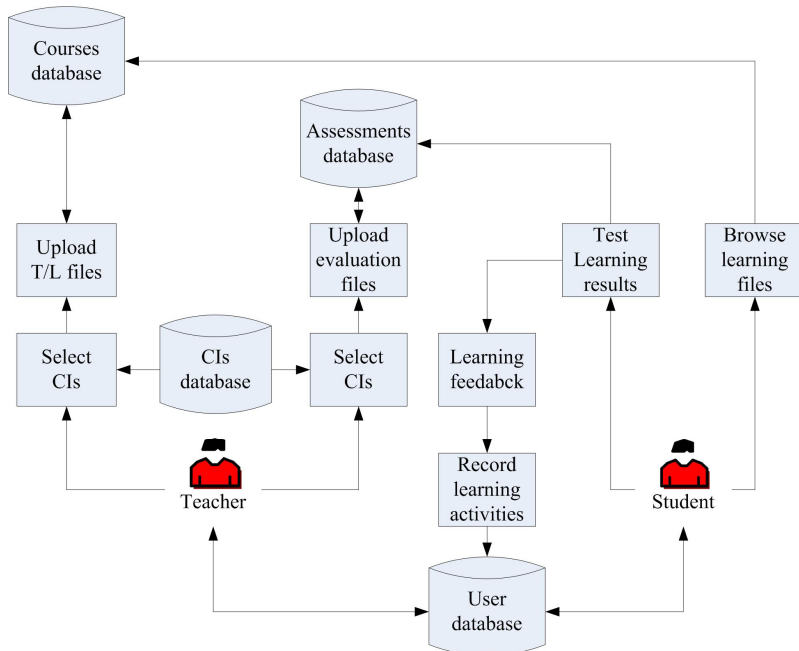 Courses
database
Assessments
database
Upload
T/L files
Upload
evaluation
files
Test
Learning
results
Browse
learning
files
Select
CIs
CIs
database
Select
CIs
Learning
feedabck
Record
learning
activities
Teacher
Student
User
database